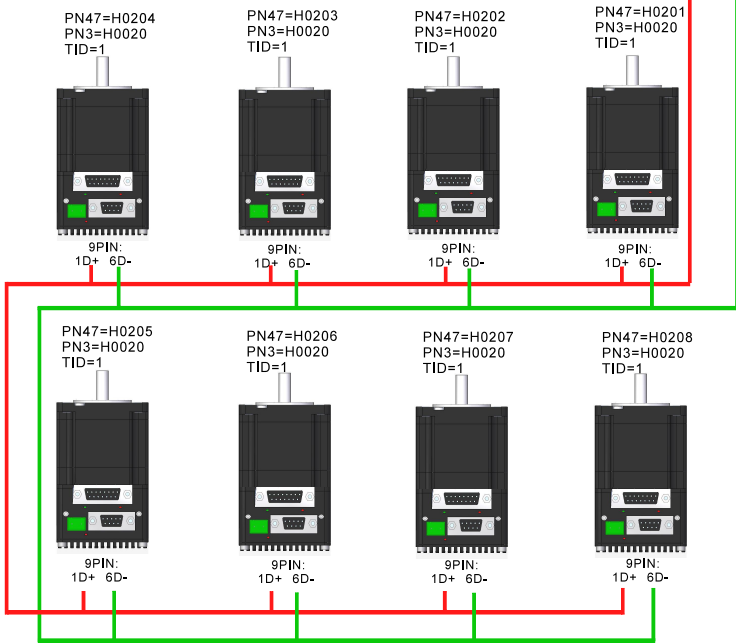 PN47=H0204
PN3=H0020
TID=1
PN47=H0203
PN3=H0020
TID=1
PN47=H0202
PN3=H0020
TID=1
PN47=H0201
PN3=H0020
TID=1
9PIN:
1D+ 6D-
9PIN:
1D+ 6D-
9PIN:
1D+ 6D-
9PIN:
1D+ 6D-
PN47=H0205
PN3=H0020
TID=1
PN47=H0206
PN3=H0020
TID=1
PN47=H0207
PN3=H0020
TID=1
PN47=H0208
PN3=H0020
TID=1
9PIN:
1D+ 6D-
9PIN:
1D+ 6D-
9PIN:
1D+ 6D-
9PIN:
1D+ 6D-